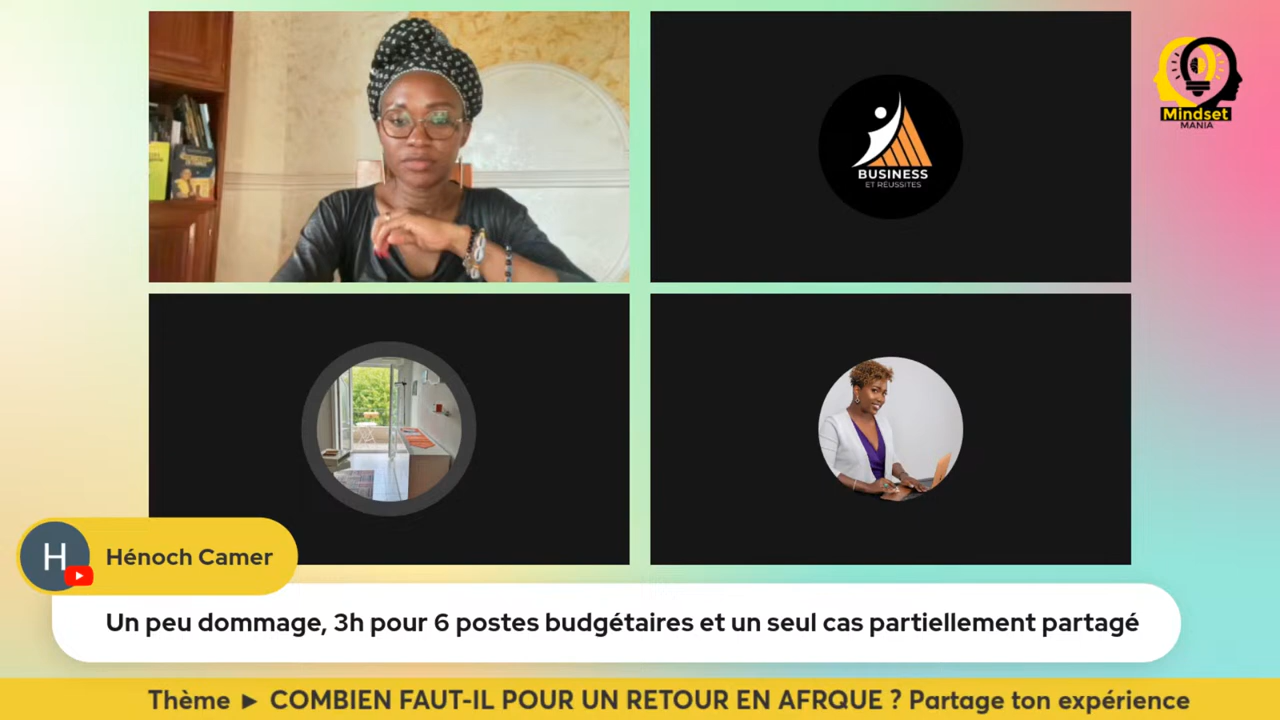 Mindset
MANIA
BUSINESS
ET RÉUSSITES
H
Hénoch Camer
Un peu dommage, 3h pour 6 postes budgétaires et un seul cas partiellement partagé
Thème ► COMBIEN FAUT-IL POUR UN RETOUR EN AFRQUE ? Partage ton expérience